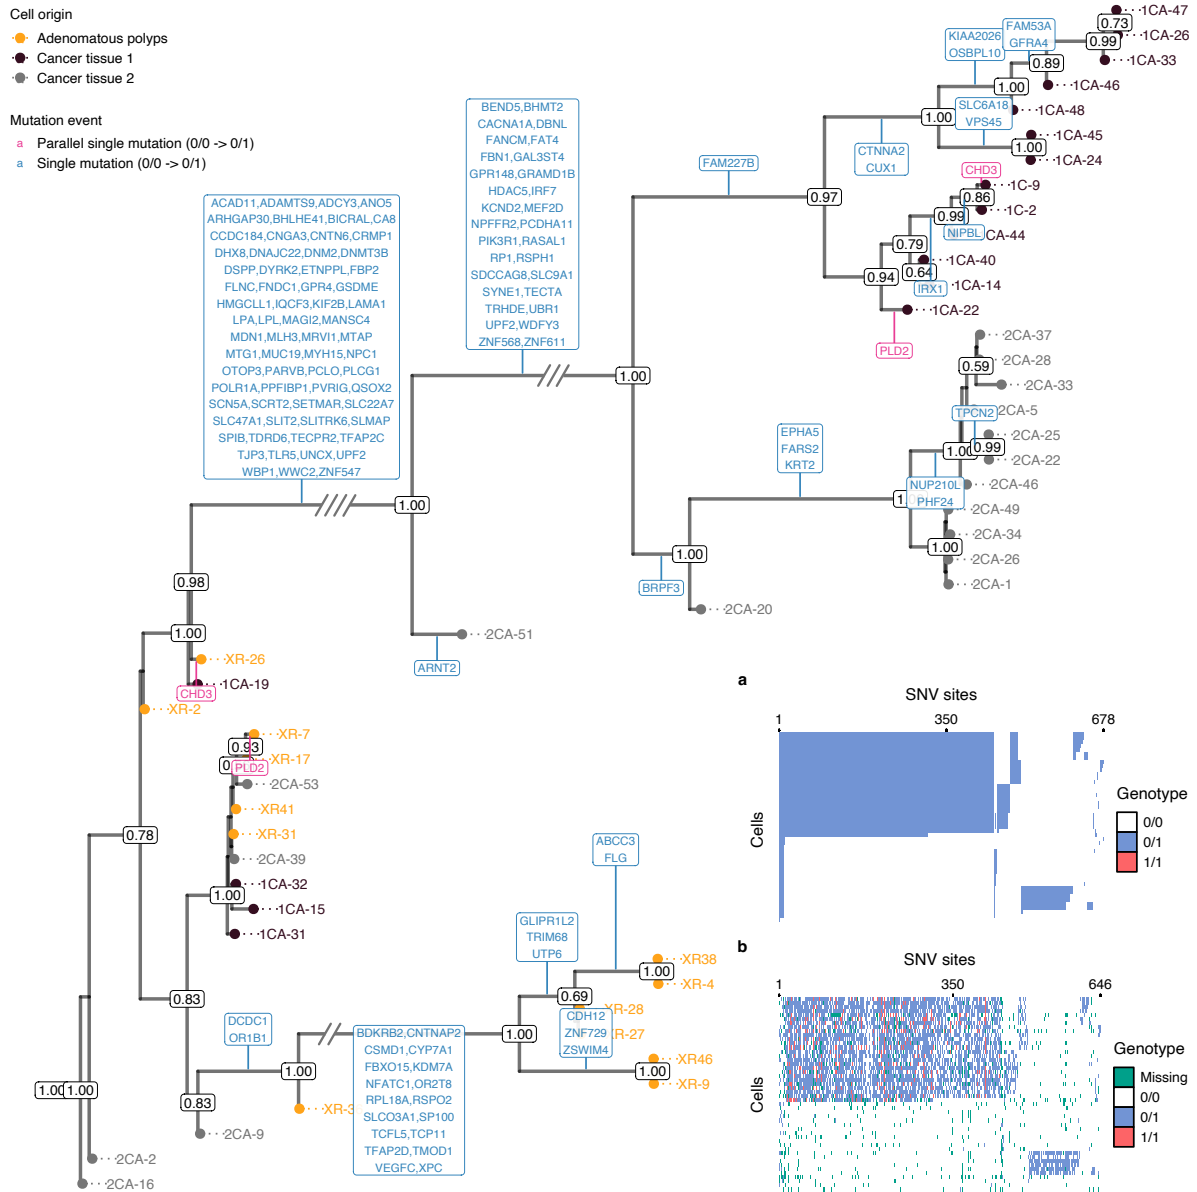 Cell origin
Adenomatous polyps
Cancer tissue 1
Cancer tissue 2
Mutation event
a Parallel single mutation (0/0 -> 0/1)
a Single mutation (0/0 -> 0/1)
ACAD11,ADAMTS9,ADCY3,ANO5
ARHGAP30,BHLHE41,BICRAL,CA8
CCDC184,CNGA3,CNTN6,CRMP1
DHX8,DNAJC22,DNM2,DNMT3B
DSPP,DYRK2,ETNPPL,FBP2
FLNC,FNDC1,GPR4,GSDME
HMGCLL1,IQCF3,KIF2B,LAMA1
LPA,LPL,MAGI2,MANSC4
MDN1,MLH3,MRVI1,MTAP
MTG1,MUC19,MYH15,NPC1
OTOP3,PARVB,PCLO,PLCG1
POLR1A,PPFIBP1,PVRIG,QSOX2
SCN5A,SCRT2,SETMAR,SLC22A7
SLC47A1,SLIT2,SLITRK6,SLMAP
SPIB,TDRD6,TECPR2,TFAP2C
TJP3,TLR5,UNCX,UPF2
WBP1,WWC2,ZNF547
BEND5,BHMT2
CACNA1A,DBNL
FANCM,FAT4
FBN1,GAL3ST4
GPR148,GRAMD1B
HDAC5,IRF7
KCND2,MEF2D
NPFFR2,PCDHA11
PIK3R1,RASAL1
RP1,RSPH1
SDCCAG8,SLC9A1
SYNE1,TECTA
TRHDE,UBR1
UPF2,WDFY3
ZNF568,ZNF611
FAM227B
CTNNA2
CUX1
KIAA2026
OSBPL10
FAM53A
GFRA4
SLC6A18
VPS45
1CA-47
0.73
1CA-26
0.99
1CA-33
0.89
1CA-46
1.00
1CA-48
1.00
1CA-45
1.00
1CA-24
CHD3
1C-9
0.86
0.97
1C-2
0.99
NIPBL
CA-44
0.79
1CA-40
0.64
0.94
IRX1
1CA-14
1CA-22
PLD2
2CA-37
2CA-28
0.59
1.00
2CA-33
TPCN2
2CA-5
EPHA5
FARS2
KRT2
2CA-25
0.99
2CA-22
NUP210L
PHF24
2CA-46
2CA-49
2CA-34
1.00
2CA-26
2CA-1
1.00
BRPF3
2CA-20
1.00
2CA-51
ARNT2
0.98
1.00
XR-26
1CA-19
CHD3
XR-2
XR-7
0.93
XR-17
PLD2
2CA-53
XR41
0.78
XR-31
2CA-39
1CA-32
1.00
1CA-15
1CA-31
0.83
DCDC1
OR1B1
1.00
1.00
1.00
0.83
XR-3
2CA-9
2CA-2
2CA-16
BDKRB2,CNTNAP2
CSMD1,CYP7A1
FBXO15,KDM7A
NFATC1,OR2T8
RPL18A,RSPO2
SLCO3A1,SP100
TCFL5,TCP11
TFAP2D,TMOD1
VEGFC,XPC
GLIPR1L2
TRIM68
UTP6
ABCC3
FLG
XR38
1.00
XR-4
0.69
XR-28
CDH12
ZNF729
ZSWIM4
1.00
XR46
1.00
XR-9
a
SNV sites
1 350 678
Cells
Genotype
0/0
0/1
1/1
b
SNV sites
1 350 646
Cells
Genotype
Missing
0/0
0/1
1/1